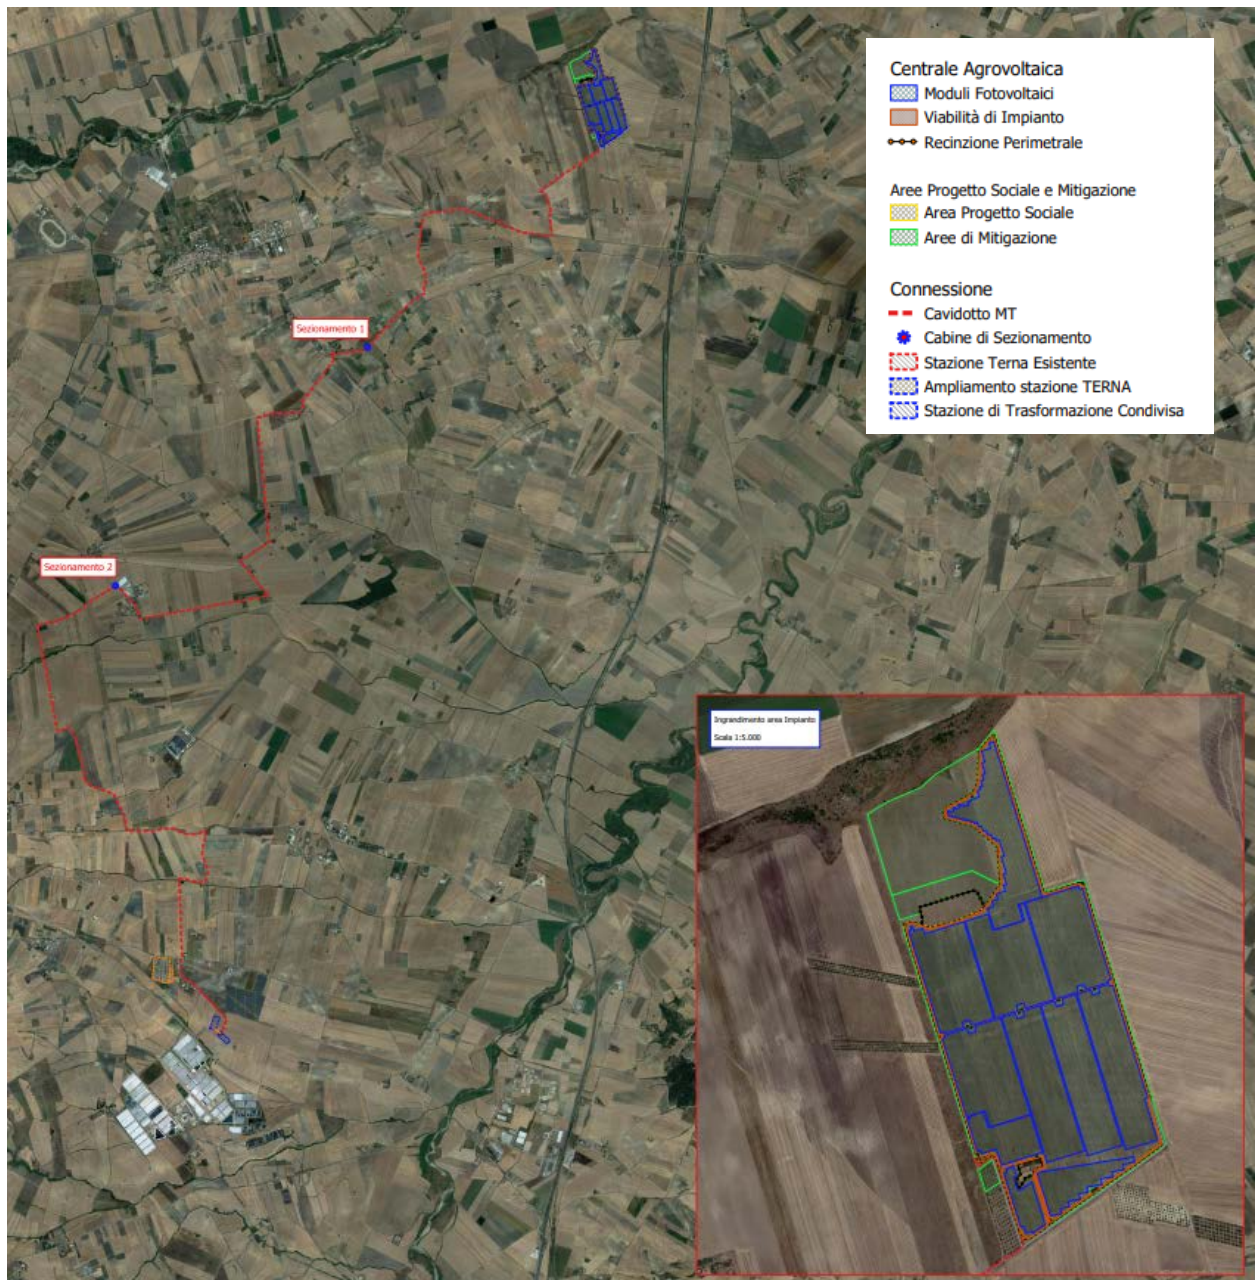 Centrale Agrovoltaica
Moduli Fotovoltaici
Viabilità di Impianto
Recinzione Perimetrale
Aree Progetto Sociale e Mitigazione
Area Progetto Sociale
Aree di Mitigazione
Connessione
Cavidotto MT
Cabine di Sezionamento
Stazione Terna Esistente
Ampliamento stazione TERNA
Stazione di Trasformazione Condivisa
Sezionamento 1
Sezionamento 2
Ingrandimento area Impianto
Scala 1:5.000